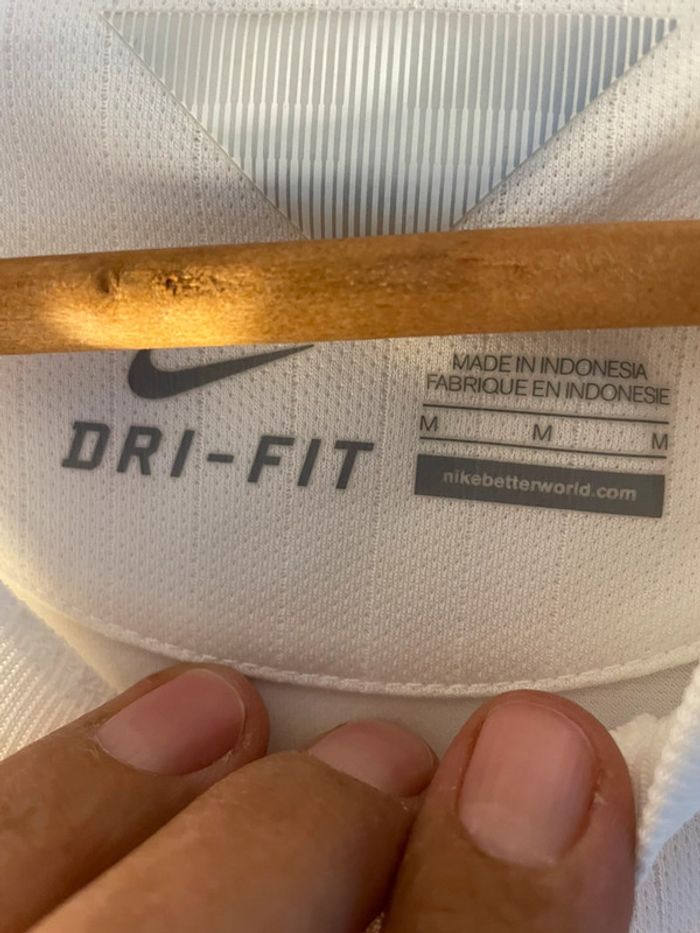 MADE IN INDONESIA
FABRIQUE EN INDONESIE
M M M
DRI-FIT
nikebetterworld.com